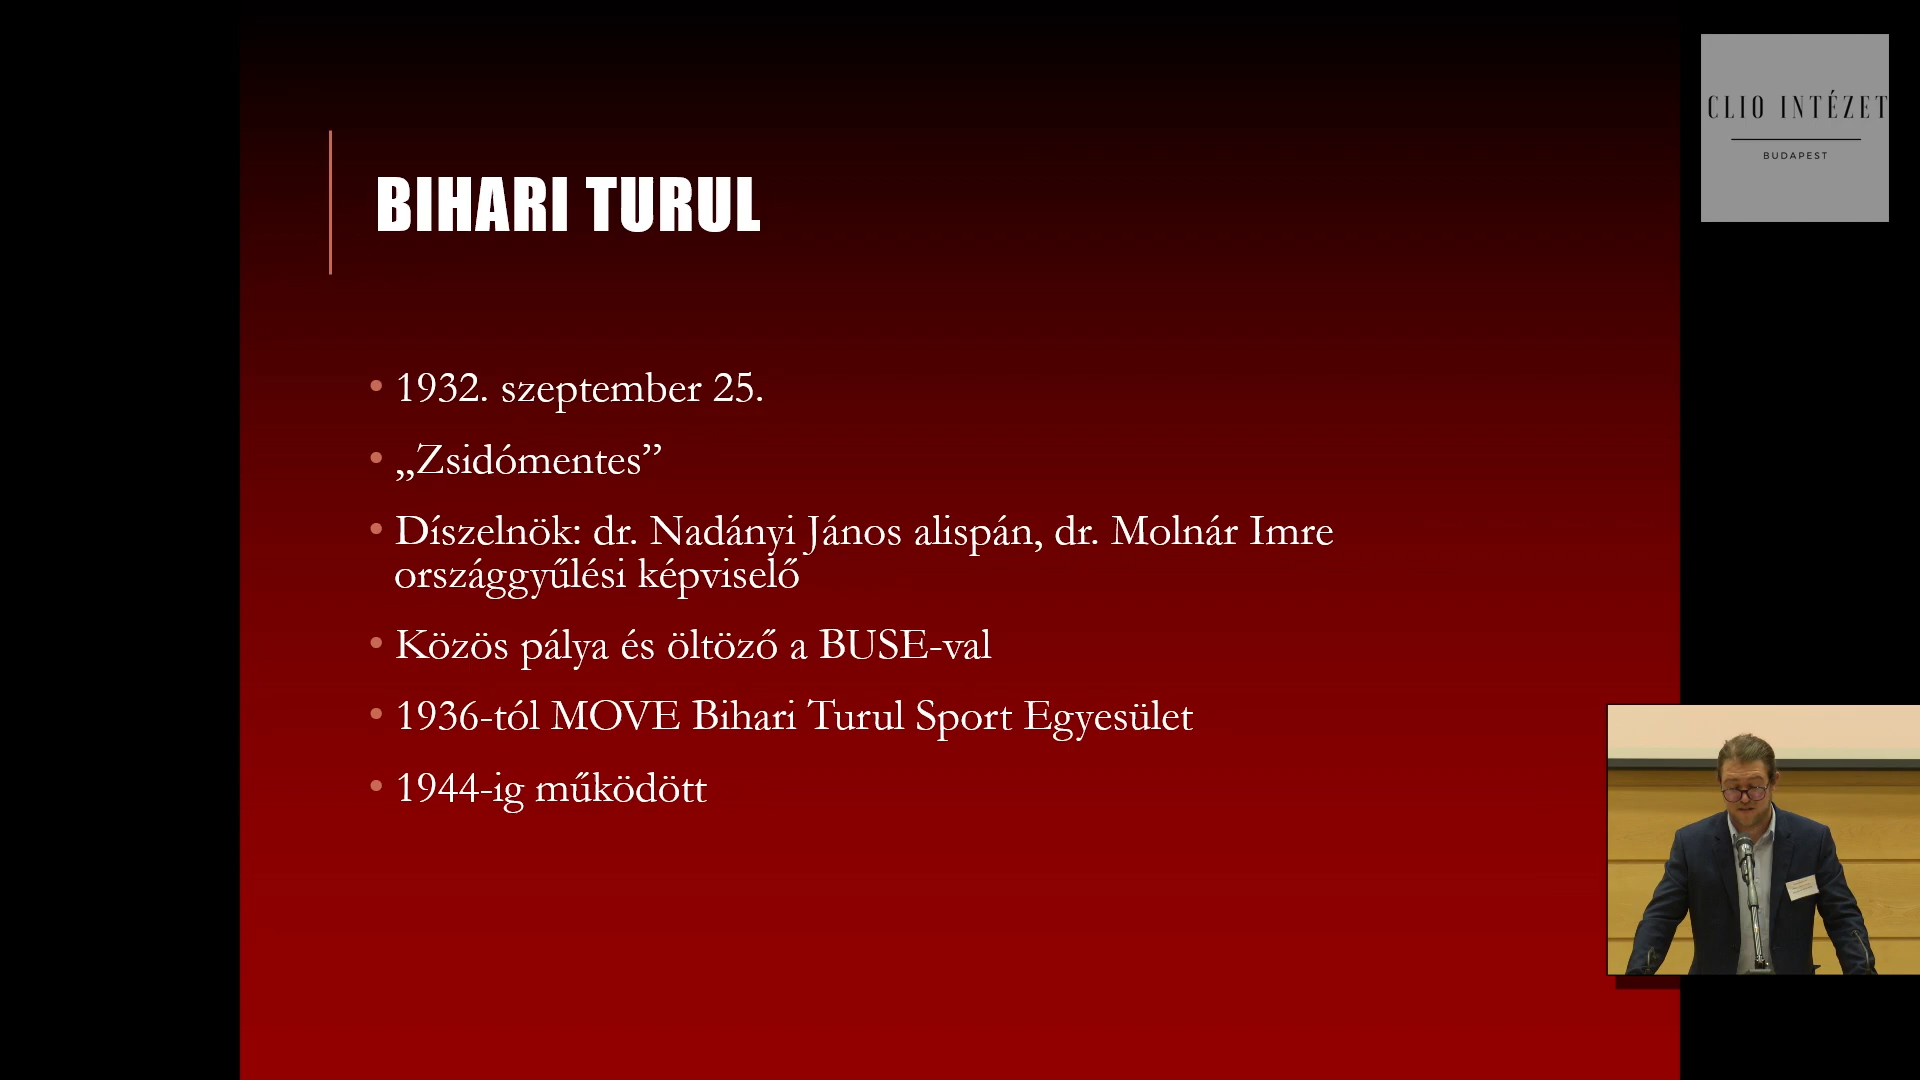 BIHARI TURUL
• 1932. szeptember 25.
• „Zsidómentes”
• Díszelnök: dr. Nadányi János alispán, dr. Molnár Imre
országgyűlési képviselő
• Közös pálya és öltöző a BUSE-val
• 1936-tól MOVE Bihari Turul Sport Egyesület
• 1944-ig működött
CLIO INTÉZET
BUDAPEST